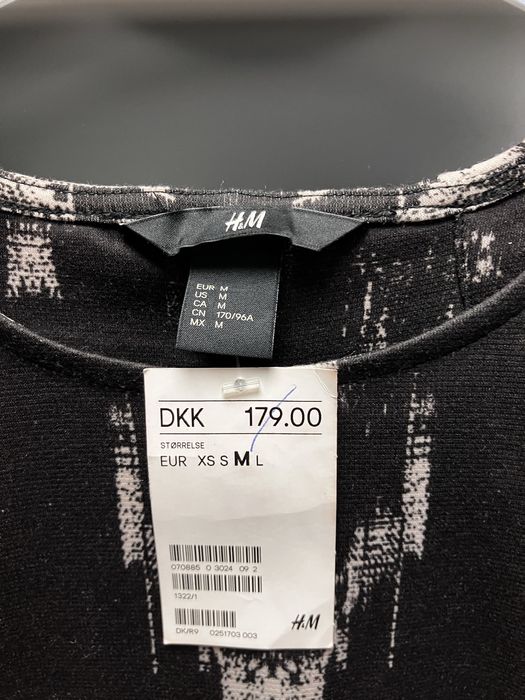 H&M
EUR M
US M
CA M
CN 170/96A
MX M
DKK 179.00
STØRRELSE
EUR XS S M L
070885 0 3024 09 2
1322/1
DK/R9 0251703 003
H&M